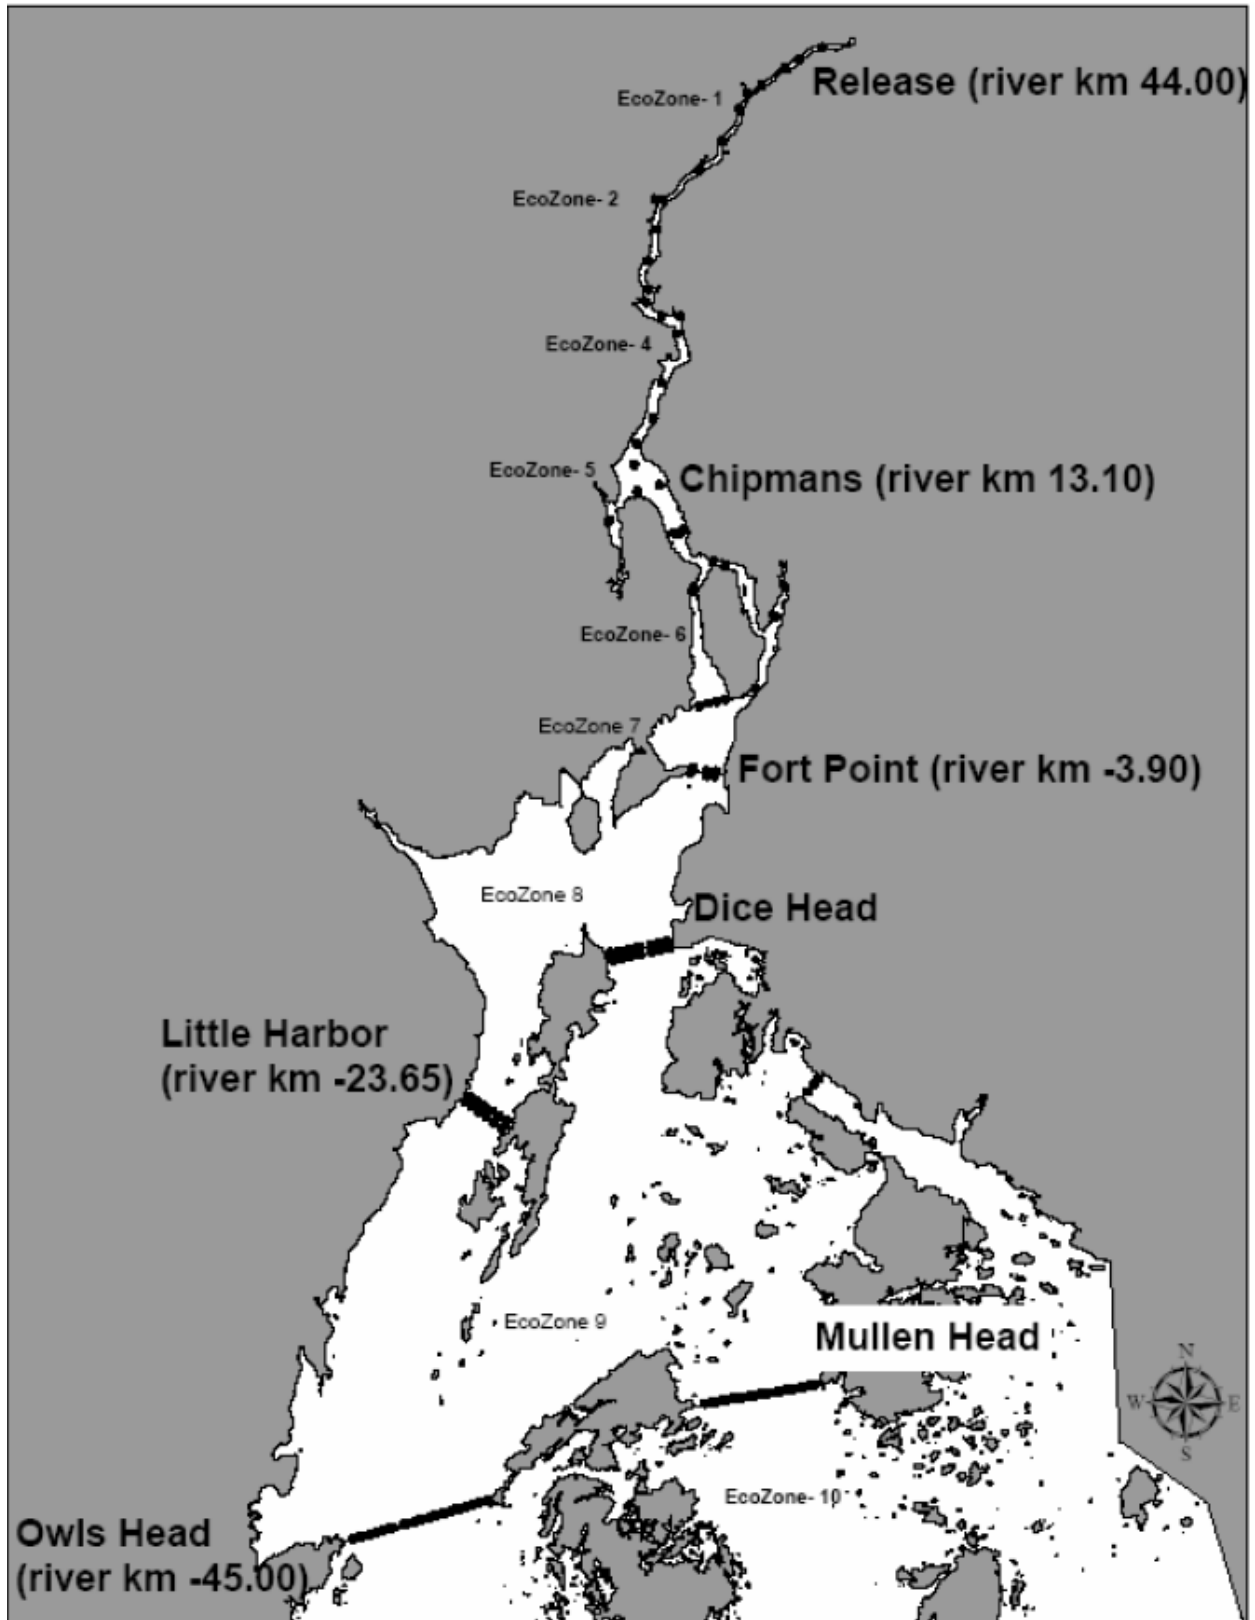 Release (river km 44.00)
EcoZone- 1
EcoZone- 2
EcoZone- 4
EcoZone- 5
Chipmans (river km 13.10)
EcoZone- 6
EcoZone 7
Fort Point (river km -3.90)
EcoZone 8
Dice Head
Little Harbor
(river km -23.65)
EcoZone 9
Mullen Head
N
W E
S
EcoZone- 10
Owls Head
(river km -45.00)